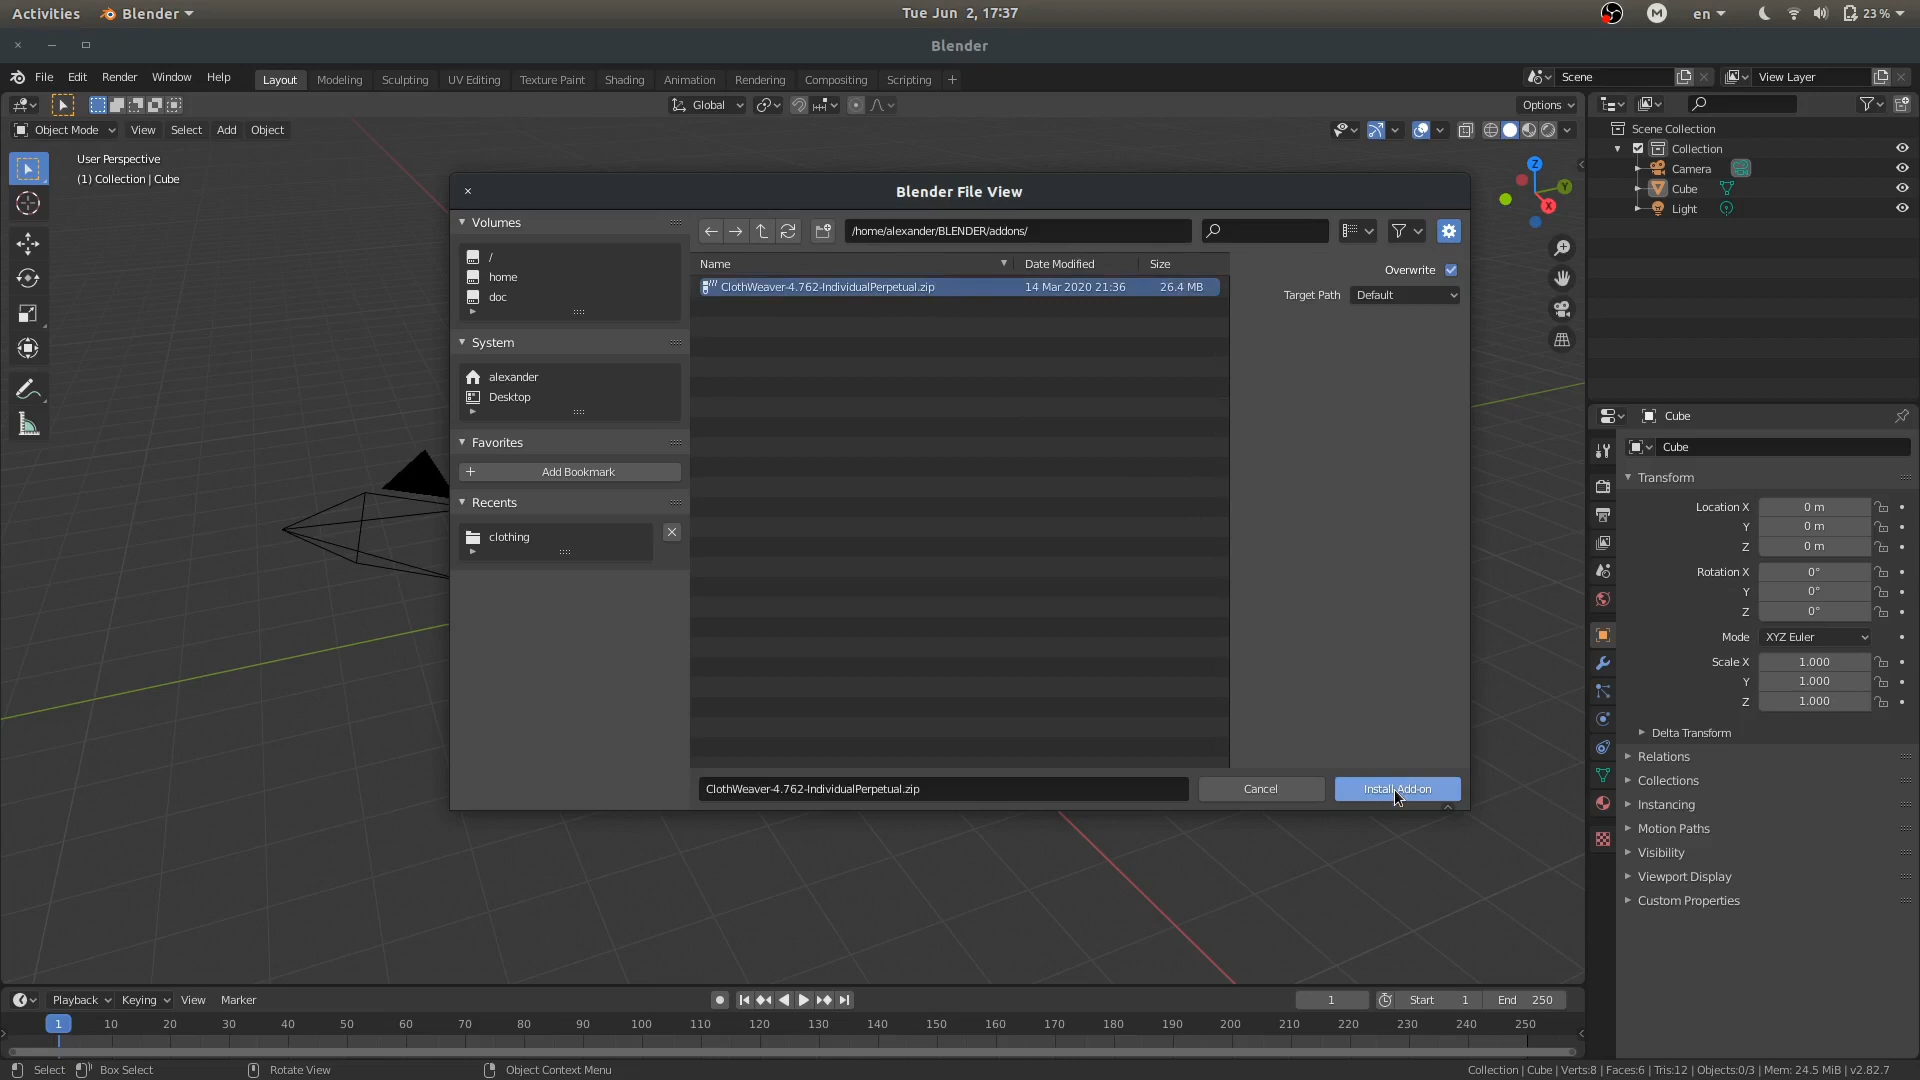 Activities Blender Tue Jun 2, 17:37 M en 23 %
Blender
File Edit Render Window Help Layout Modeling Sculpting UV Editing Texture Paint Shading Animation Rendering Compositing Scripting + Scene View Layer
Global Options
Object Mode View Select Add Object
User Perspective
(1) Collection | Cube
Z
Y
X
Scene Collection
Collection
Camera
Cube
Light
Blender File View
Volumes
/
home
doc
System
alexander
Desktop
Favorites
Add Bookmark
Recents
clothing
/home/alexander/BLENDER/addons/
Name Date Modified Size
ClothWeaver-4.762-IndividualPerpetual.zip 14 Mar 2020 21:36 26.4 MB
Overwrite
Target Path Default
ClothWeaver-4.762-IndividualPerpetual.zip Cancel Install Add-on
Cube
Cube
Transform
Location X 0 m
Y 0 m
Z 0 m
Rotation X 0°
Y 0°
Z 0°
Mode XYZ Euler
Scale X 1.000
Y 1.000
Z 1.000
Delta Transform
Relations
Collections
Instancing
Motion Paths
Visibility
Viewport Display
Custom Properties
Playback Keying View Marker 1 Start 1 End 250
1 10 20 30 40 50 60 70 80 90 100 110 120 130 140 150 160 170 180 190 200 210 220 230 240 250
Select Box Select Rotate View Object Context Menu Collection | Cube | Verts:8 | Faces:6 | Tris:12 | Objects:0/3 | Mem: 24.5 MiB | v2.82.7